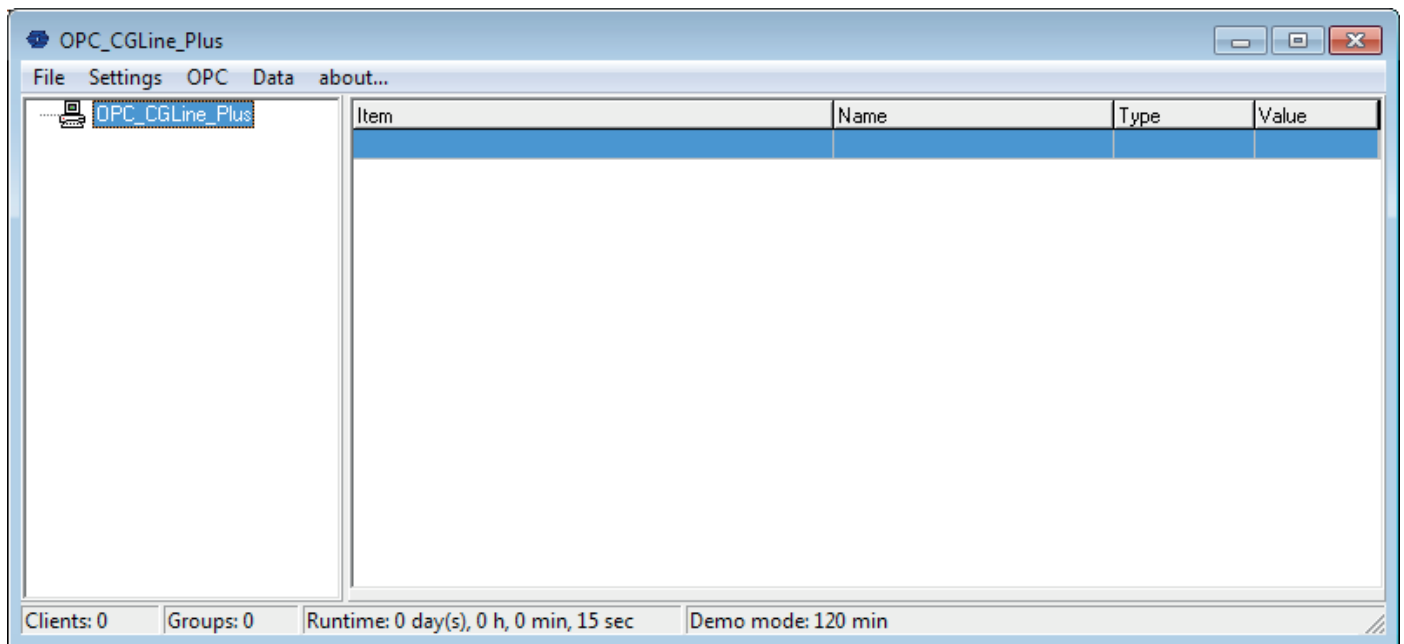 OPC_CGLine_Plus
File Settings OPC Data about...
OPC_CGLine_Plus
Item Name Type Value
Clients: 0 Groups: 0 Runtime: 0 day(s), 0 h, 0 min, 15 sec Demo mode: 120 min